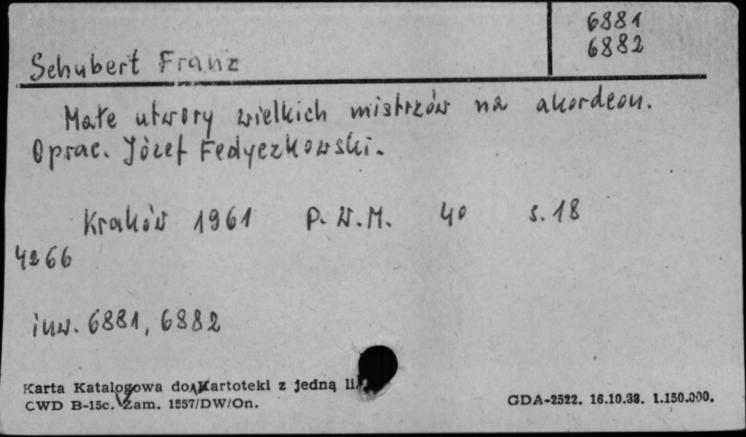 6881
6882
Schubert Franz
Małe utwory wielkich mistrzów na akordeon.
Oprac. Józef Fedyczkowski.
Kraków 1961 P.W.M. 40 s. 18
4266
inw. 6881, 6882
Karta Katalogowa do Kartoteki z jedną
CWD B-15c. Zam. 1557/DW/On.
GDA-2522. 16.10.38. 1.150.000.